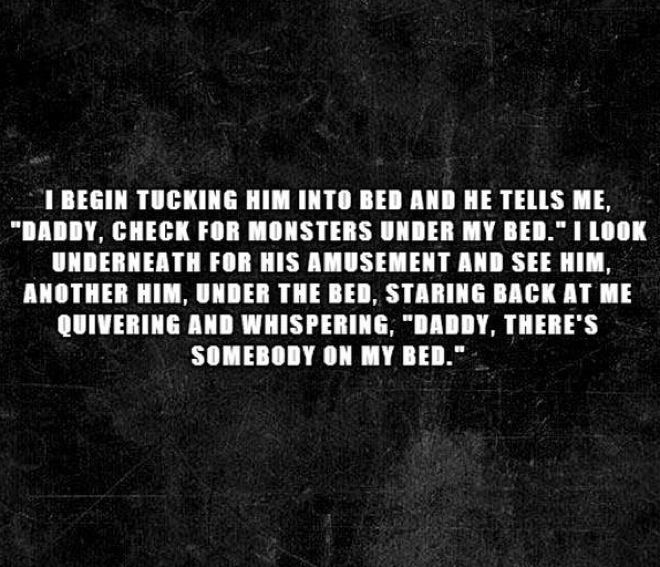 I BEGIN TUCKING HIM INTO BED AND HE TELLS ME,
"DADDY, CHECK FOR MONSTERS UNDER MY BED." I LOOK
UNDERNEATH FOR HIS AMUSEMENT AND SEE HIM,
ANOTHER HIM, UNDER THE BED, STARING BACK AT ME
QUIVERING AND WHISPERING, "DADDY, THERE'S
SOMEBODY ON MY BED."